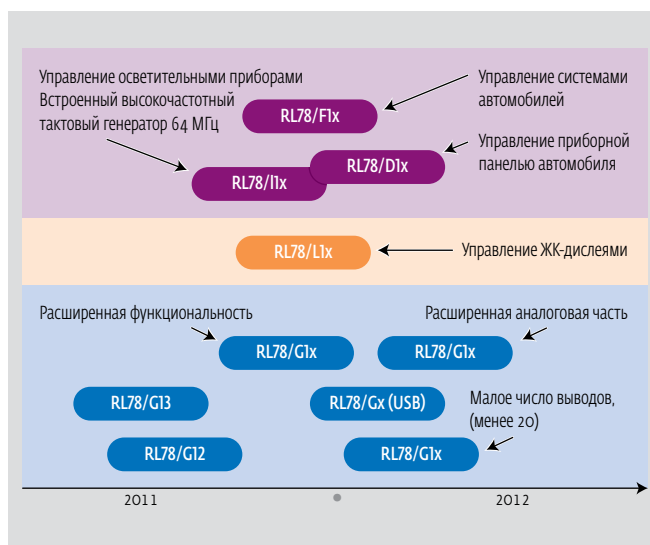 Управление осветительными приборами
Встроенный высокочастотный
тактовый генератор 64 МГц
Управление системами
автомобилей
RL78/F1x
Управление приборной
панелью автомобиля
RL78/D1x
RL78/I1x
RL78/L1x
Управление ЖК-дислеями
Расширенная функциональность
Расширенная аналоговая часть
RL78/G1x
RL78/G1x
RL78/G13
RL78/Gx (USB)
Малое число выводов,
(менее 20)
RL78/G12
RL78/G1x
2011
2012